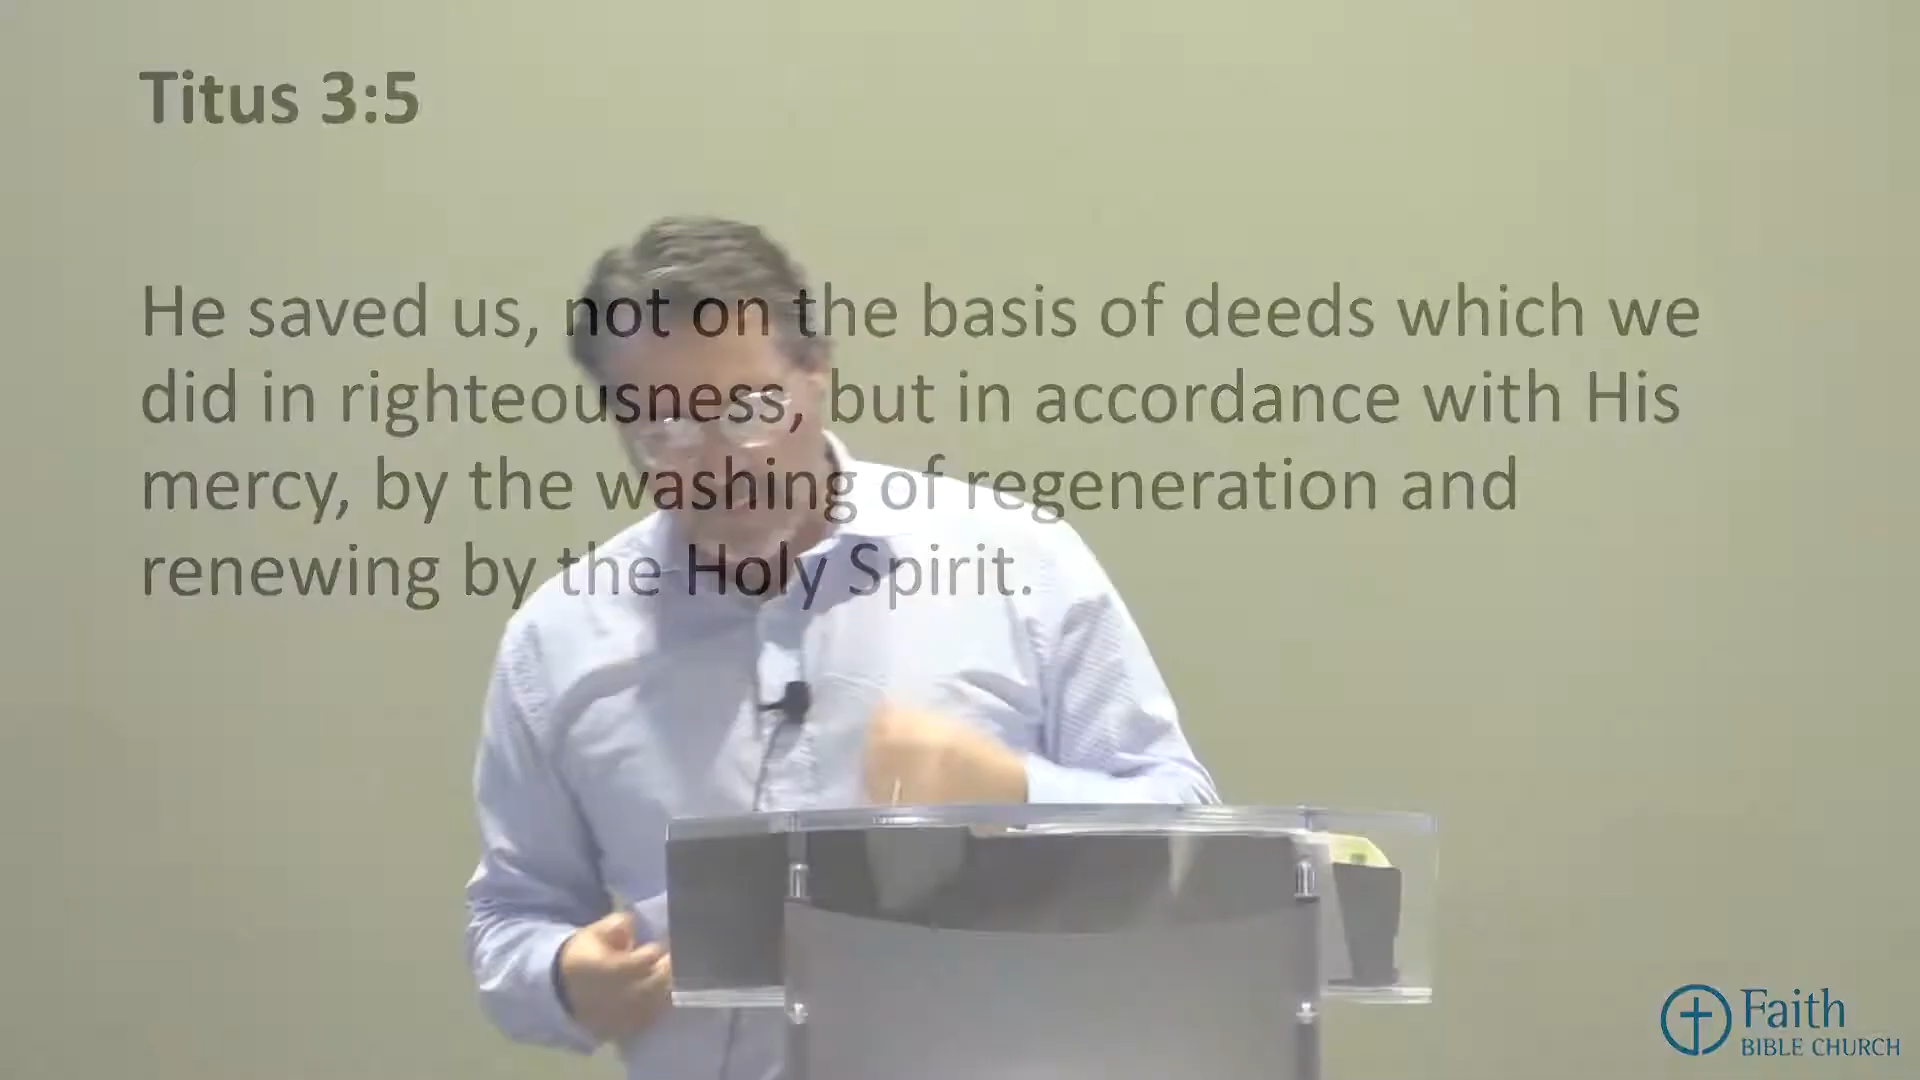 Titus 3:5
He saved us, not on the basis of deeds which we
did in righteousness, but in accordance with His
mercy, by the washing of regeneration and
renewing by the Holy Spirit.
Faith
BIBLE CHURCH